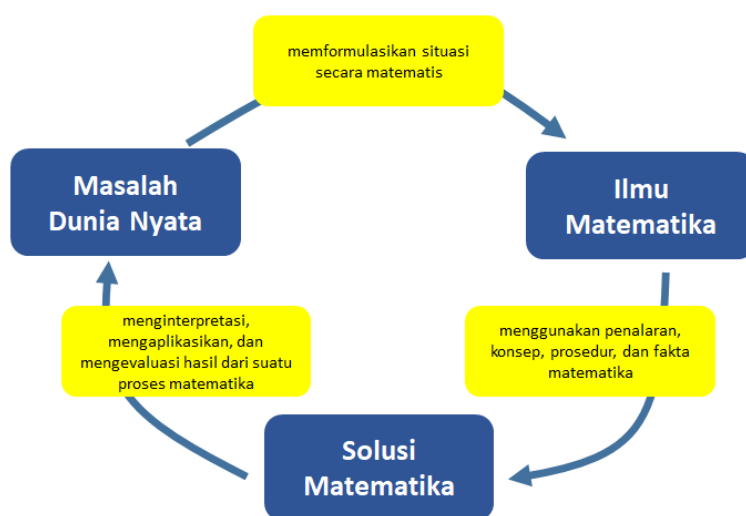 memformulasikan situasi
secara matematis
Masalah
Dunia Nyata
Ilmu
Matematika
menginterpretasi,
mengaplikasikan, dan
mengevaluasi hasil dari suatu
proses matematika
menggunakan penalaran,
konsep, prosedur, dan fakta
matematika
Solusi
Matematika